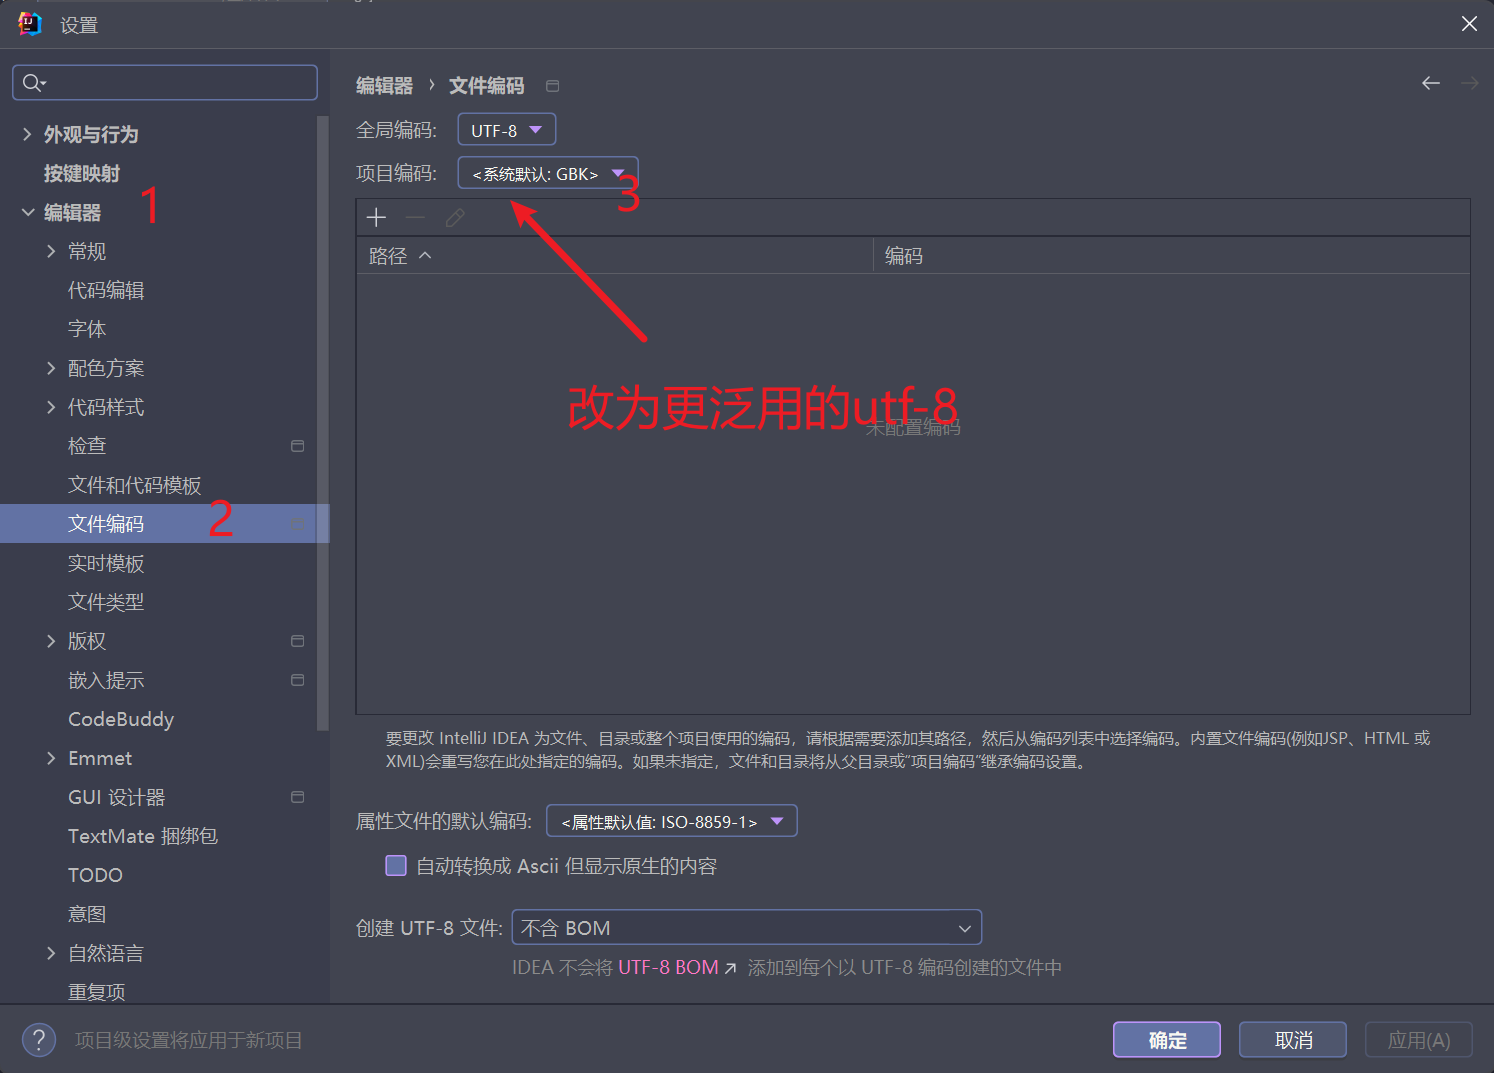 设置
外观与行为
按键映射
编辑器 1
常规
代码编辑
字体
配色方案
代码样式
检查
文件和代码模板
文件编码 2
实时模板
文件类型
版权
嵌入提示
CodeBuddy
Emmet
GUI 设计器
TextMate 捆绑包
TODO
意图
自然语言
重复项
编辑器 › 文件编码
全局编码: UTF-8
项目编码: <系统默认: GBK> 3
路径 编码
改为更泛用的utf-8
未配置编码
要更改 IntelliJ IDEA 为文件、目录或整个项目使用的编码，请根据需要添加其路径，然后从编码列表中选择编码。内置文件编码(例如JSP、HTML 或
XML)会重写您在此处指定的编码。如果未指定，文件和目录将从父目录或"项目编码"继承编码设置。
属性文件的默认编码: <属性默认值: ISO-8859-1>
自动转换成 Ascii 但显示原生的内容
创建 UTF-8 文件: 不含 BOM
IDEA 不会将 UTF-8 BOM ↗ 添加到每个以 UTF-8 编码创建的文件中
? 项目级设置将应用于新项目
确定 取消 应用(A)